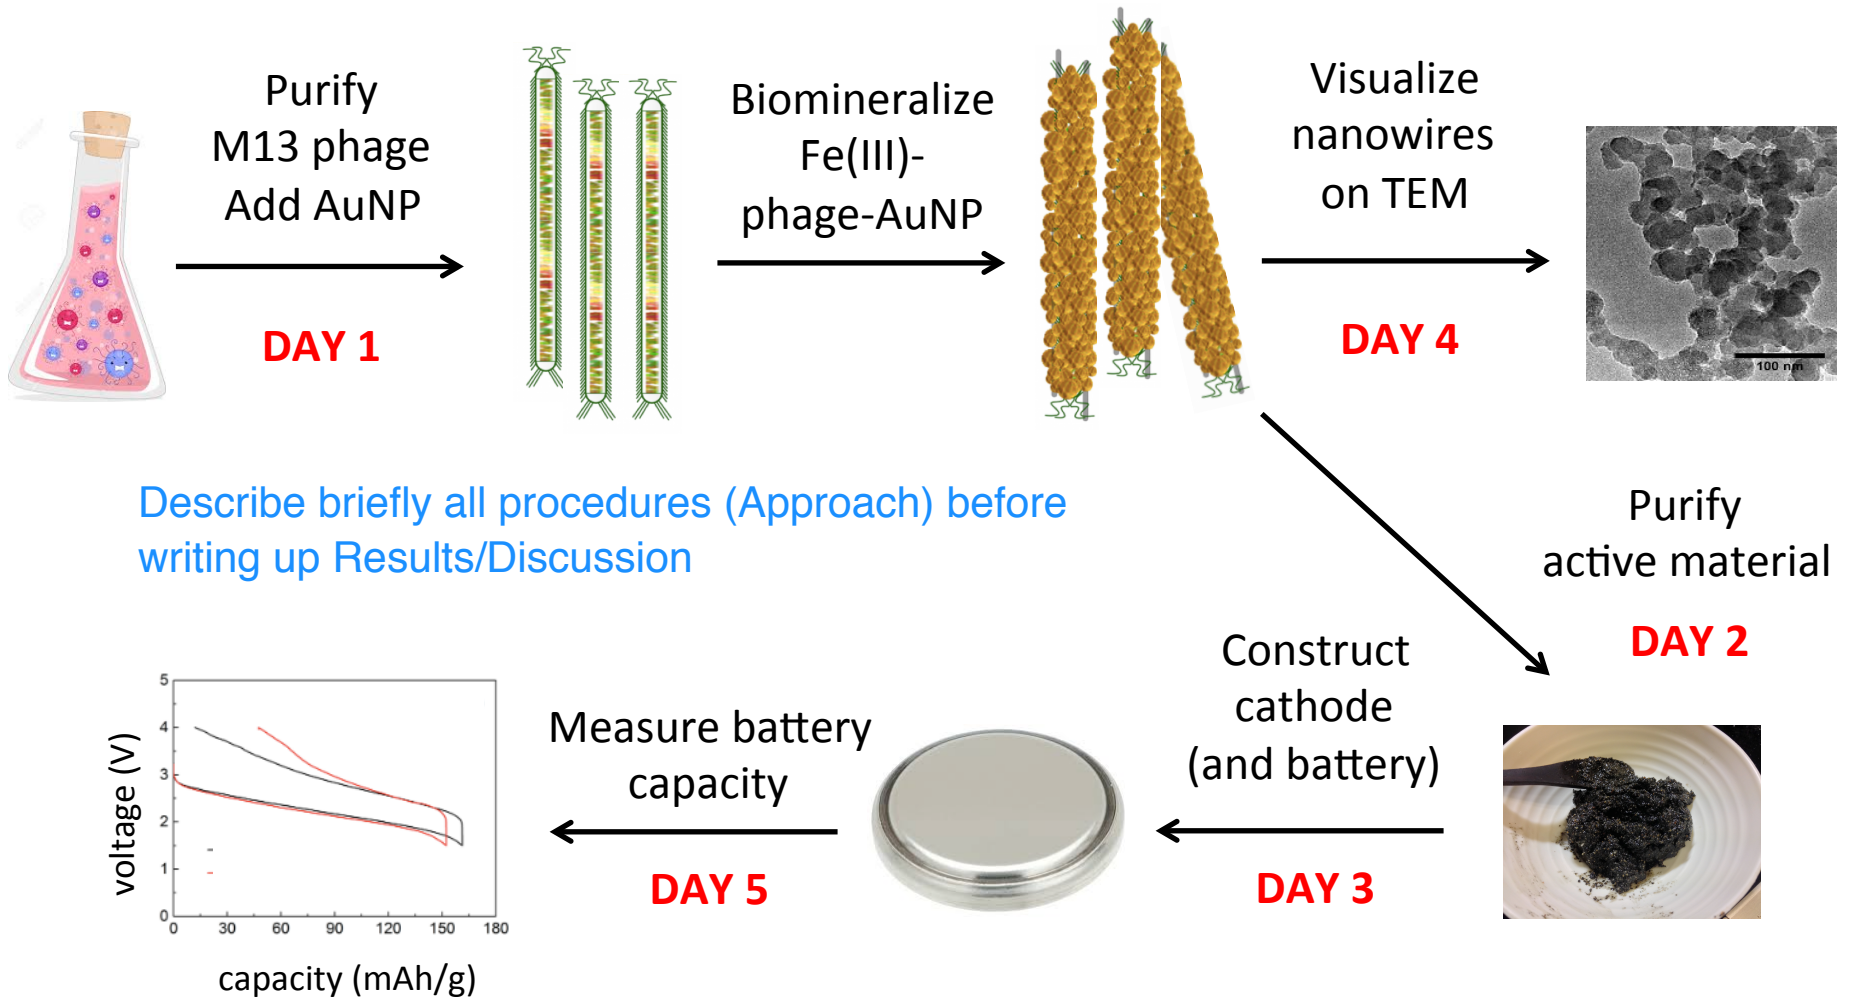 Purify
M13 phage
Add AuNP
DAY 1
Biomineralize
Fe(III)-
phage-AuNP
Visualize
nanowires
on TEM
DAY 4
100 nm
Describe briefly all procedures (Approach) before
writing up Results/Discussion
Purify
active material
DAY 2
Construct
cathode
(and battery)
DAY 3
Measure battery
capacity
DAY 5
voltage (V)
5
4
3
2
1
0
0 30 60 90 120 150 180
capacity (mAh/g)